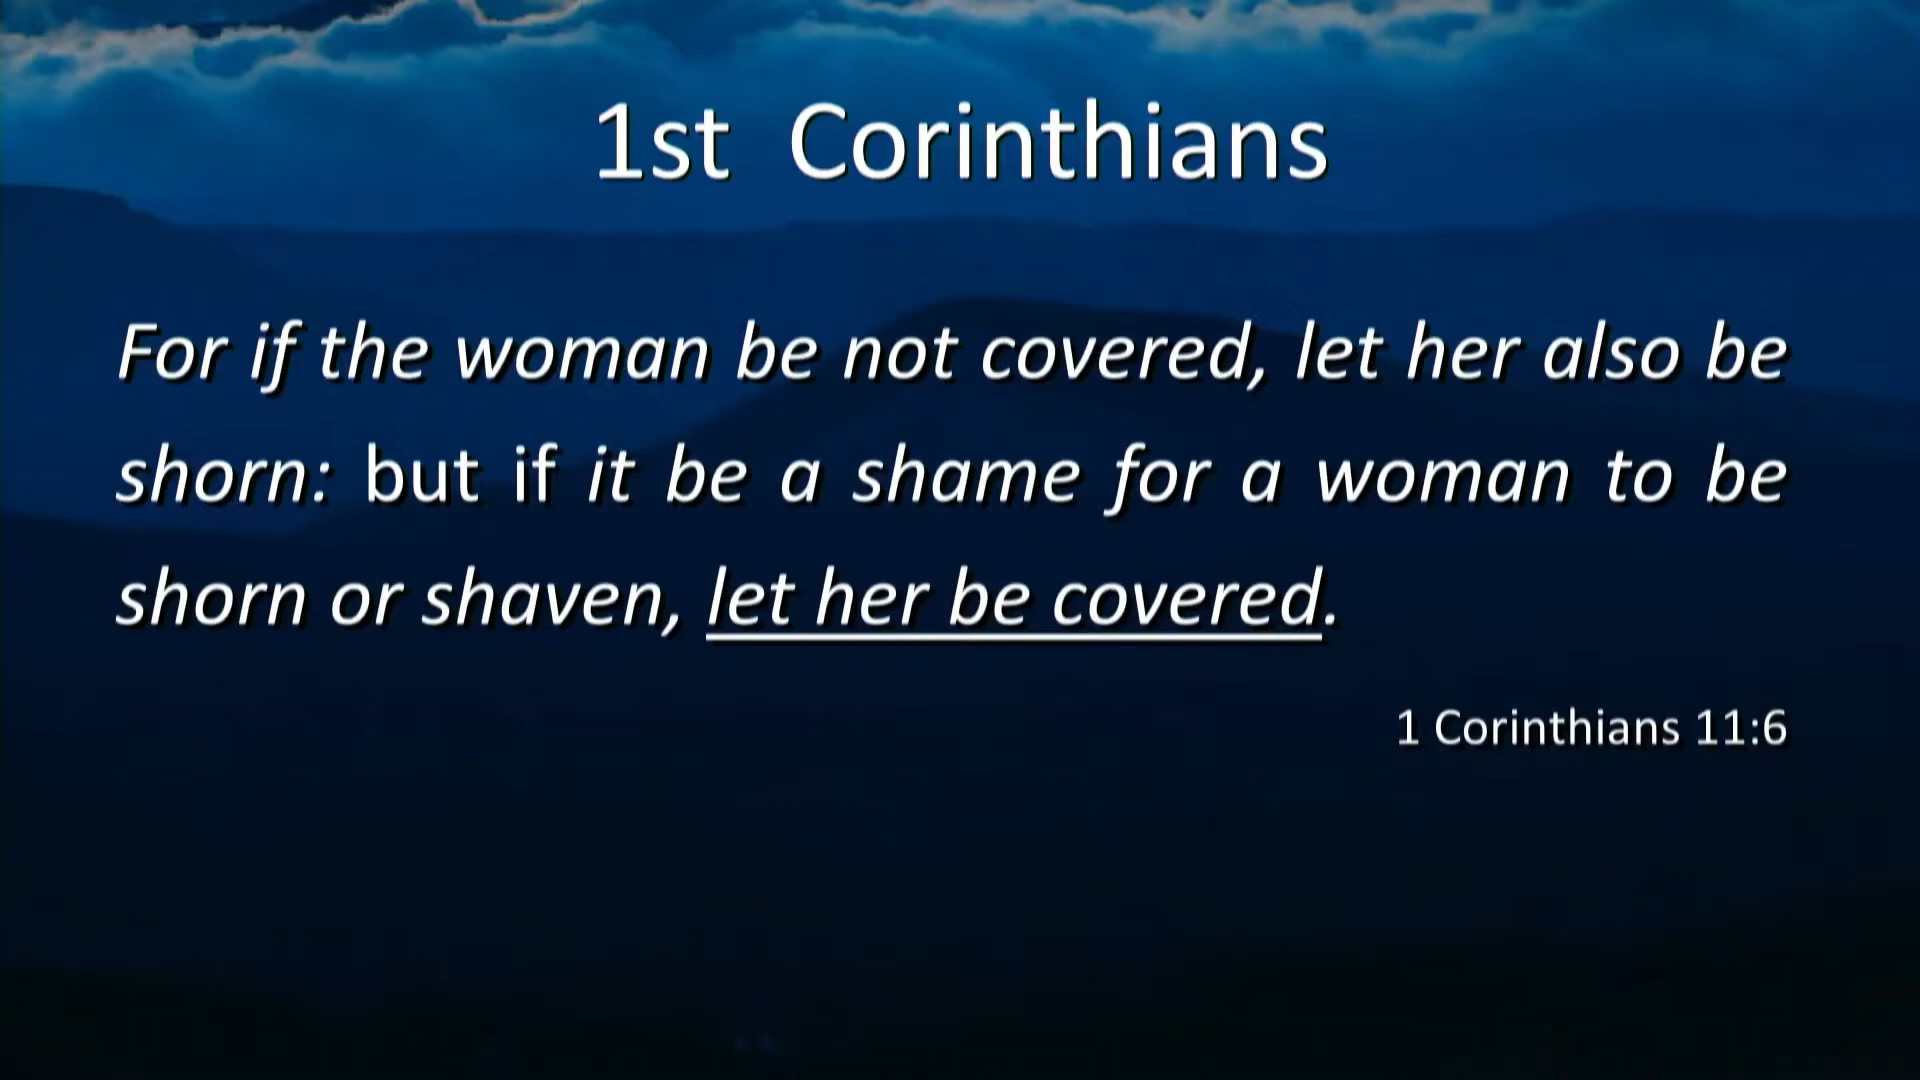 1st Corinthians
For if the woman be not covered, let her also be
shorn: but if it be a shame for a woman to be
shorn or shaven, let her be covered.
1 Corinthians 11:6